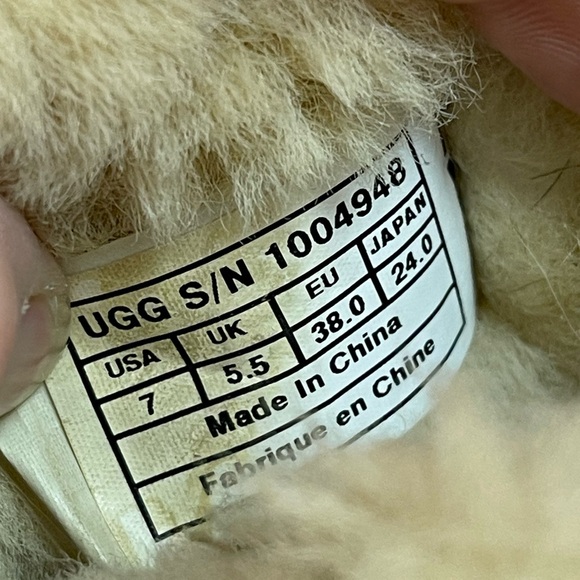 UGG S/N 1004948
USA UK EU JAPAN
7 5.5 38.0 24.0
Made In China
Fabrique en Chine